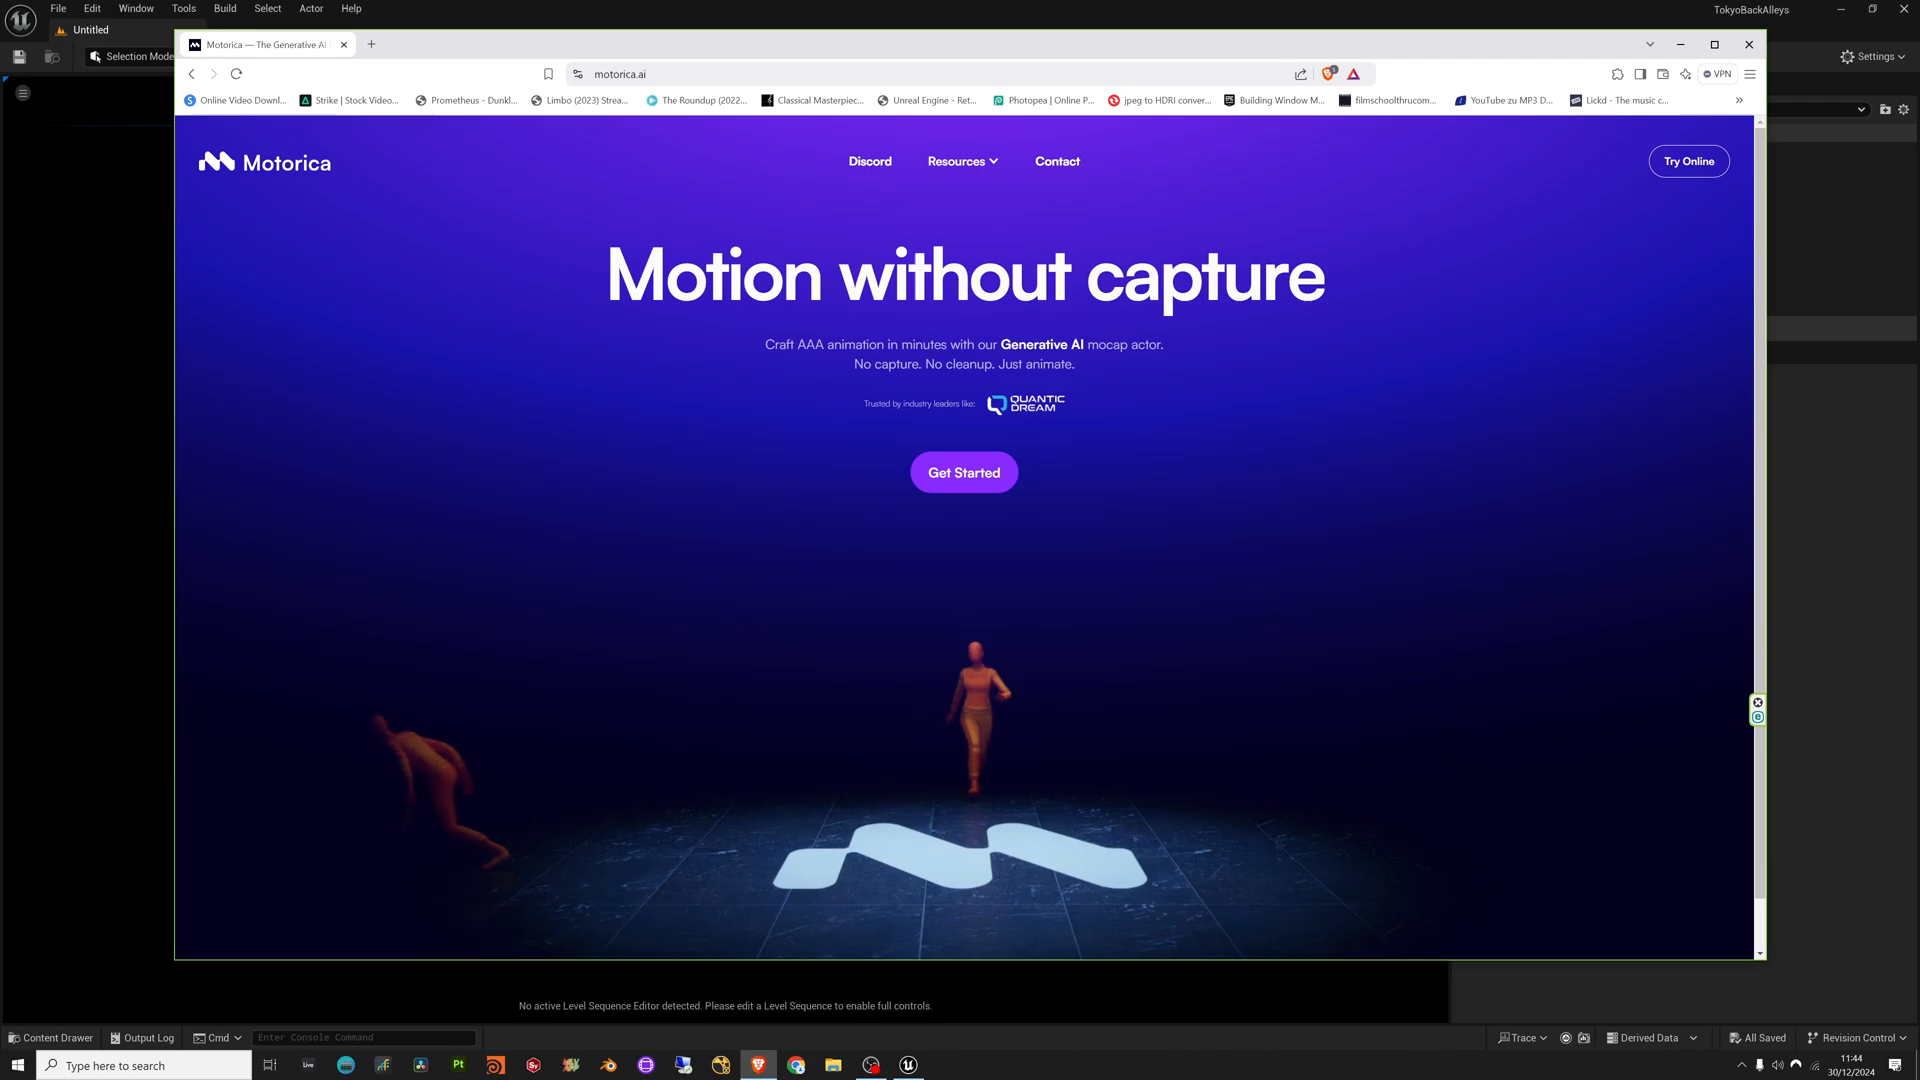 File Edit Window Tools Build Select Actor Help
TokyoBackAlleys
Untitled
Selection Mode
Settings
Motorica — The Generative AI
motorica.ai
VPN
Online Video Downl...
Strike | Stock Video...
Prometheus - Dunkl...
Limbo (2023) Strea...
The Roundup (2022...
Classical Masterpiec...
Unreal Engine - Ret...
Photopea | Online P...
jpeg to HDRI conver...
Building Window M...
filmschoolthrucom...
YouTube zu MP3 D...
Lickd - The music c...
Motorica
Discord
Resources
Contact
Try Online
Motion without capture
Craft AAA animation in minutes with our Generative AI mocap actor.
No capture. No cleanup. Just animate.
Trusted by industry leaders like:
QUANTIC
DREAM
Get Started
No active Level Sequence Editor detected. Please edit a Level Sequence to enable full controls.
Content Drawer
Output Log
Cmd
Enter Console Command
Trace
Derived Data
All Saved
Revision Control
Type here to search
Live
Pt
11:44
30/12/2024